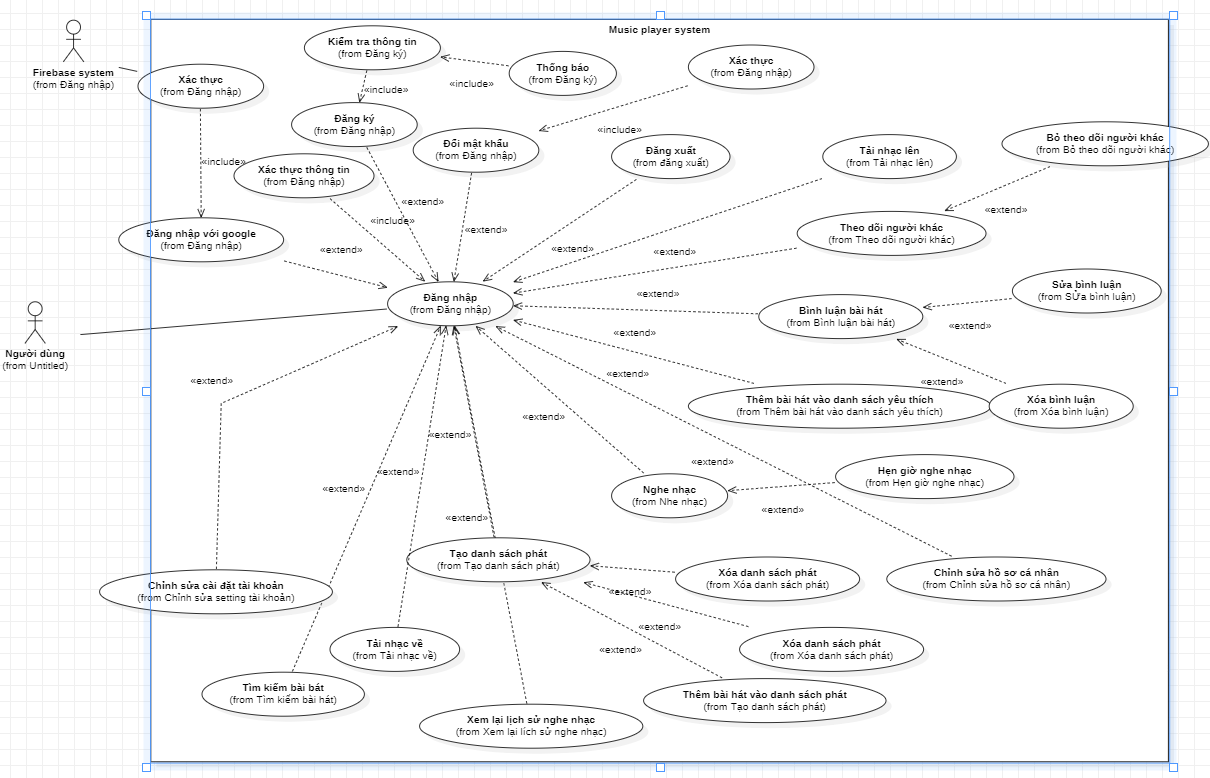 Music player system
Firebase system
(from Đăng nhập)
Xác thực
(from Đăng nhập)
Kiểm tra thông tin
(from Đăng ký)
Thông báo
(from Đăng ký)
Xác thực
(from Đăng nhập)
«include»
«include»
Đăng ký
(from Đăng nhập)
Đổi mật khẩu
(from Đăng nhập)
«include»
Đăng xuất
(from đăng xuất)
Tải nhạc lên
(from Tải nhạc lên)
Bỏ theo dõi người khác
(from Bỏ theo dõi người khác)
«include»
Xác thực thông tin
(from Đăng nhập)
«extend»
«include»
«extend»
«extend»
Đăng nhập với google
(from Đăng nhập)
«extend»
«extend»
«extend»
Theo dõi người khác
(from Theo dõi người khác)
Đăng nhập
(from Đăng nhập)
«extend»
Bình luận bài hát
(from Bình luận bài hát)
Sửa bình luận
(from Sửa bình luận)
«extend»
«extend»
Người dùng
(from Untitled)
«extend»
«extend»
«extend»
Thêm bài hát vào danh sách yêu thích
(from Thêm bài hát vào danh sách yêu thích)
Xóa bình luận
(from Xóa bình luận)
«extend»
«extend»
«extend»
«extend»
«extend»
Nghe nhạc
(from Nhe nhạc)
Hẹn giờ nghe nhạc
(from Hẹn giờ nghe nhạc)
«extend»
«extend»
Tạo danh sách phát
(from Tạo danh sách phát)
Xóa danh sách phát
(from Xóa danh sách phát)
Chỉnh sửa hồ sơ cá nhân
(from Chỉnh sửa hồ sơ cá nhân)
Chỉnh sửa cài đặt tài khoản
(from Chỉnh sửa setting tài khoản)
«extend»
«extend»
«extend»
Tải nhạc về
(from Tải nhạc về)
Xóa danh sách phát
(from Xóa danh sách phát)
Tìm kiếm bài bát
(from Tìm kiếm bài hát)
Thêm bài hát vào danh sách phát
(from Tạo danh sách phát)
Xem lại lịch sử nghe nhạc
(from Xem lại lích sử nghe nhạc)